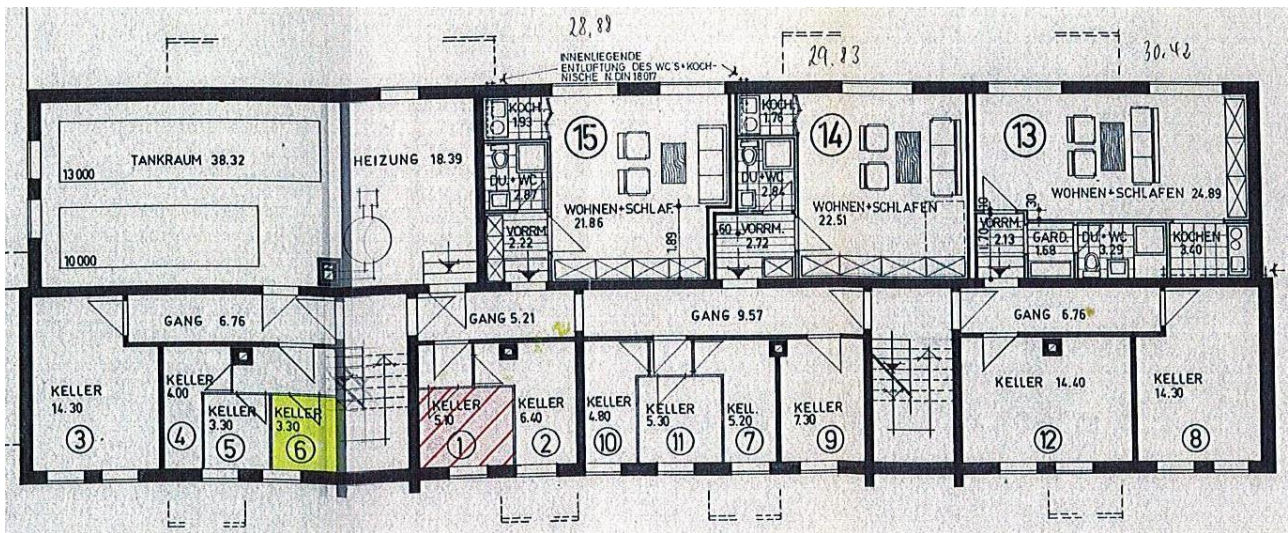 28.88
29.83
30.42
INNENLIEGENDE
ENTLÜFTUNG DES WC'S+KOCH-
NISCHE N. DIN 18017
TANKRAUM 38.32
13 000
10 000
HEIZUNG 18.39
KOCH.
1.93
DU.+WC
2.87
VORRM.
2.22
15
WOHNEN+SCHLAF.
21.86
1.89
KOCH.
1.76
DU+WC
2.84
60
VORRM.
2.72
14
WOHNEN+SCHLAFEN
22.51
13
WOHNEN+SCHLAFEN 24.89
90
30
1.70
VORRM.
2.13
GARD.
1.68
DU.+WC
3.29
KOCHEN
3.40
GANG 6.76
GANG 5.21
GANG 9.57
GANG 6.76
KELLER
14.30
3
KELLER
4.00
4
KELLER
3.30
5
KELLER
3.30
6
KELLER
5.10
1
KELLER
6.40
2
KELLER
4.80
10
KELLER
5.30
11
KELL.
5.20
7
KELLER
7.30
9
KELLER 14.40
12
KELLER
14.30
8